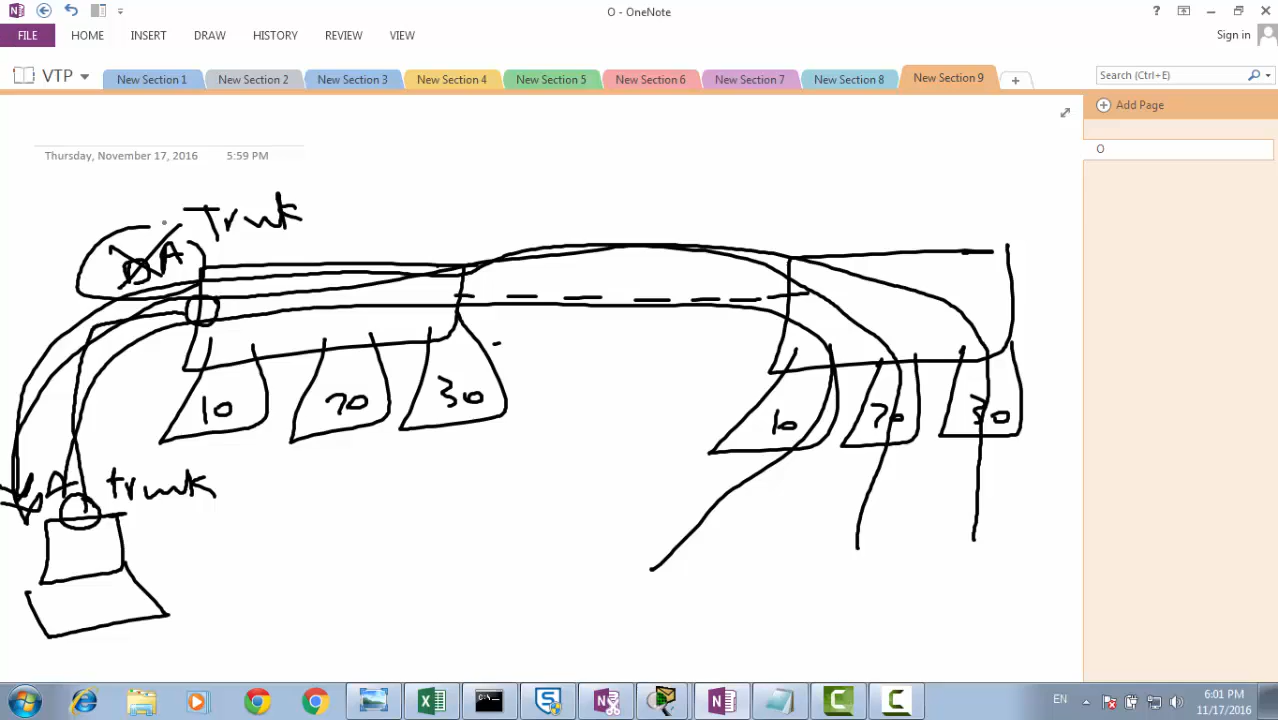 O - OneNote
?
Sign in
FILE HOME INSERT DRAW HISTORY REVIEW VIEW
VTP
New Section 1 New Section 2 New Section 3 New Section 4 New Section 5 New Section 6 New Section 7 New Section 8 New Section 9
Search (Ctrl+E)
Add Page
O
Thursday, November 17, 2016 5:59 PM
Trunk
DA
10 20 30
10 20 30
DA trunk
EN
6:01 PM
11/17/2016